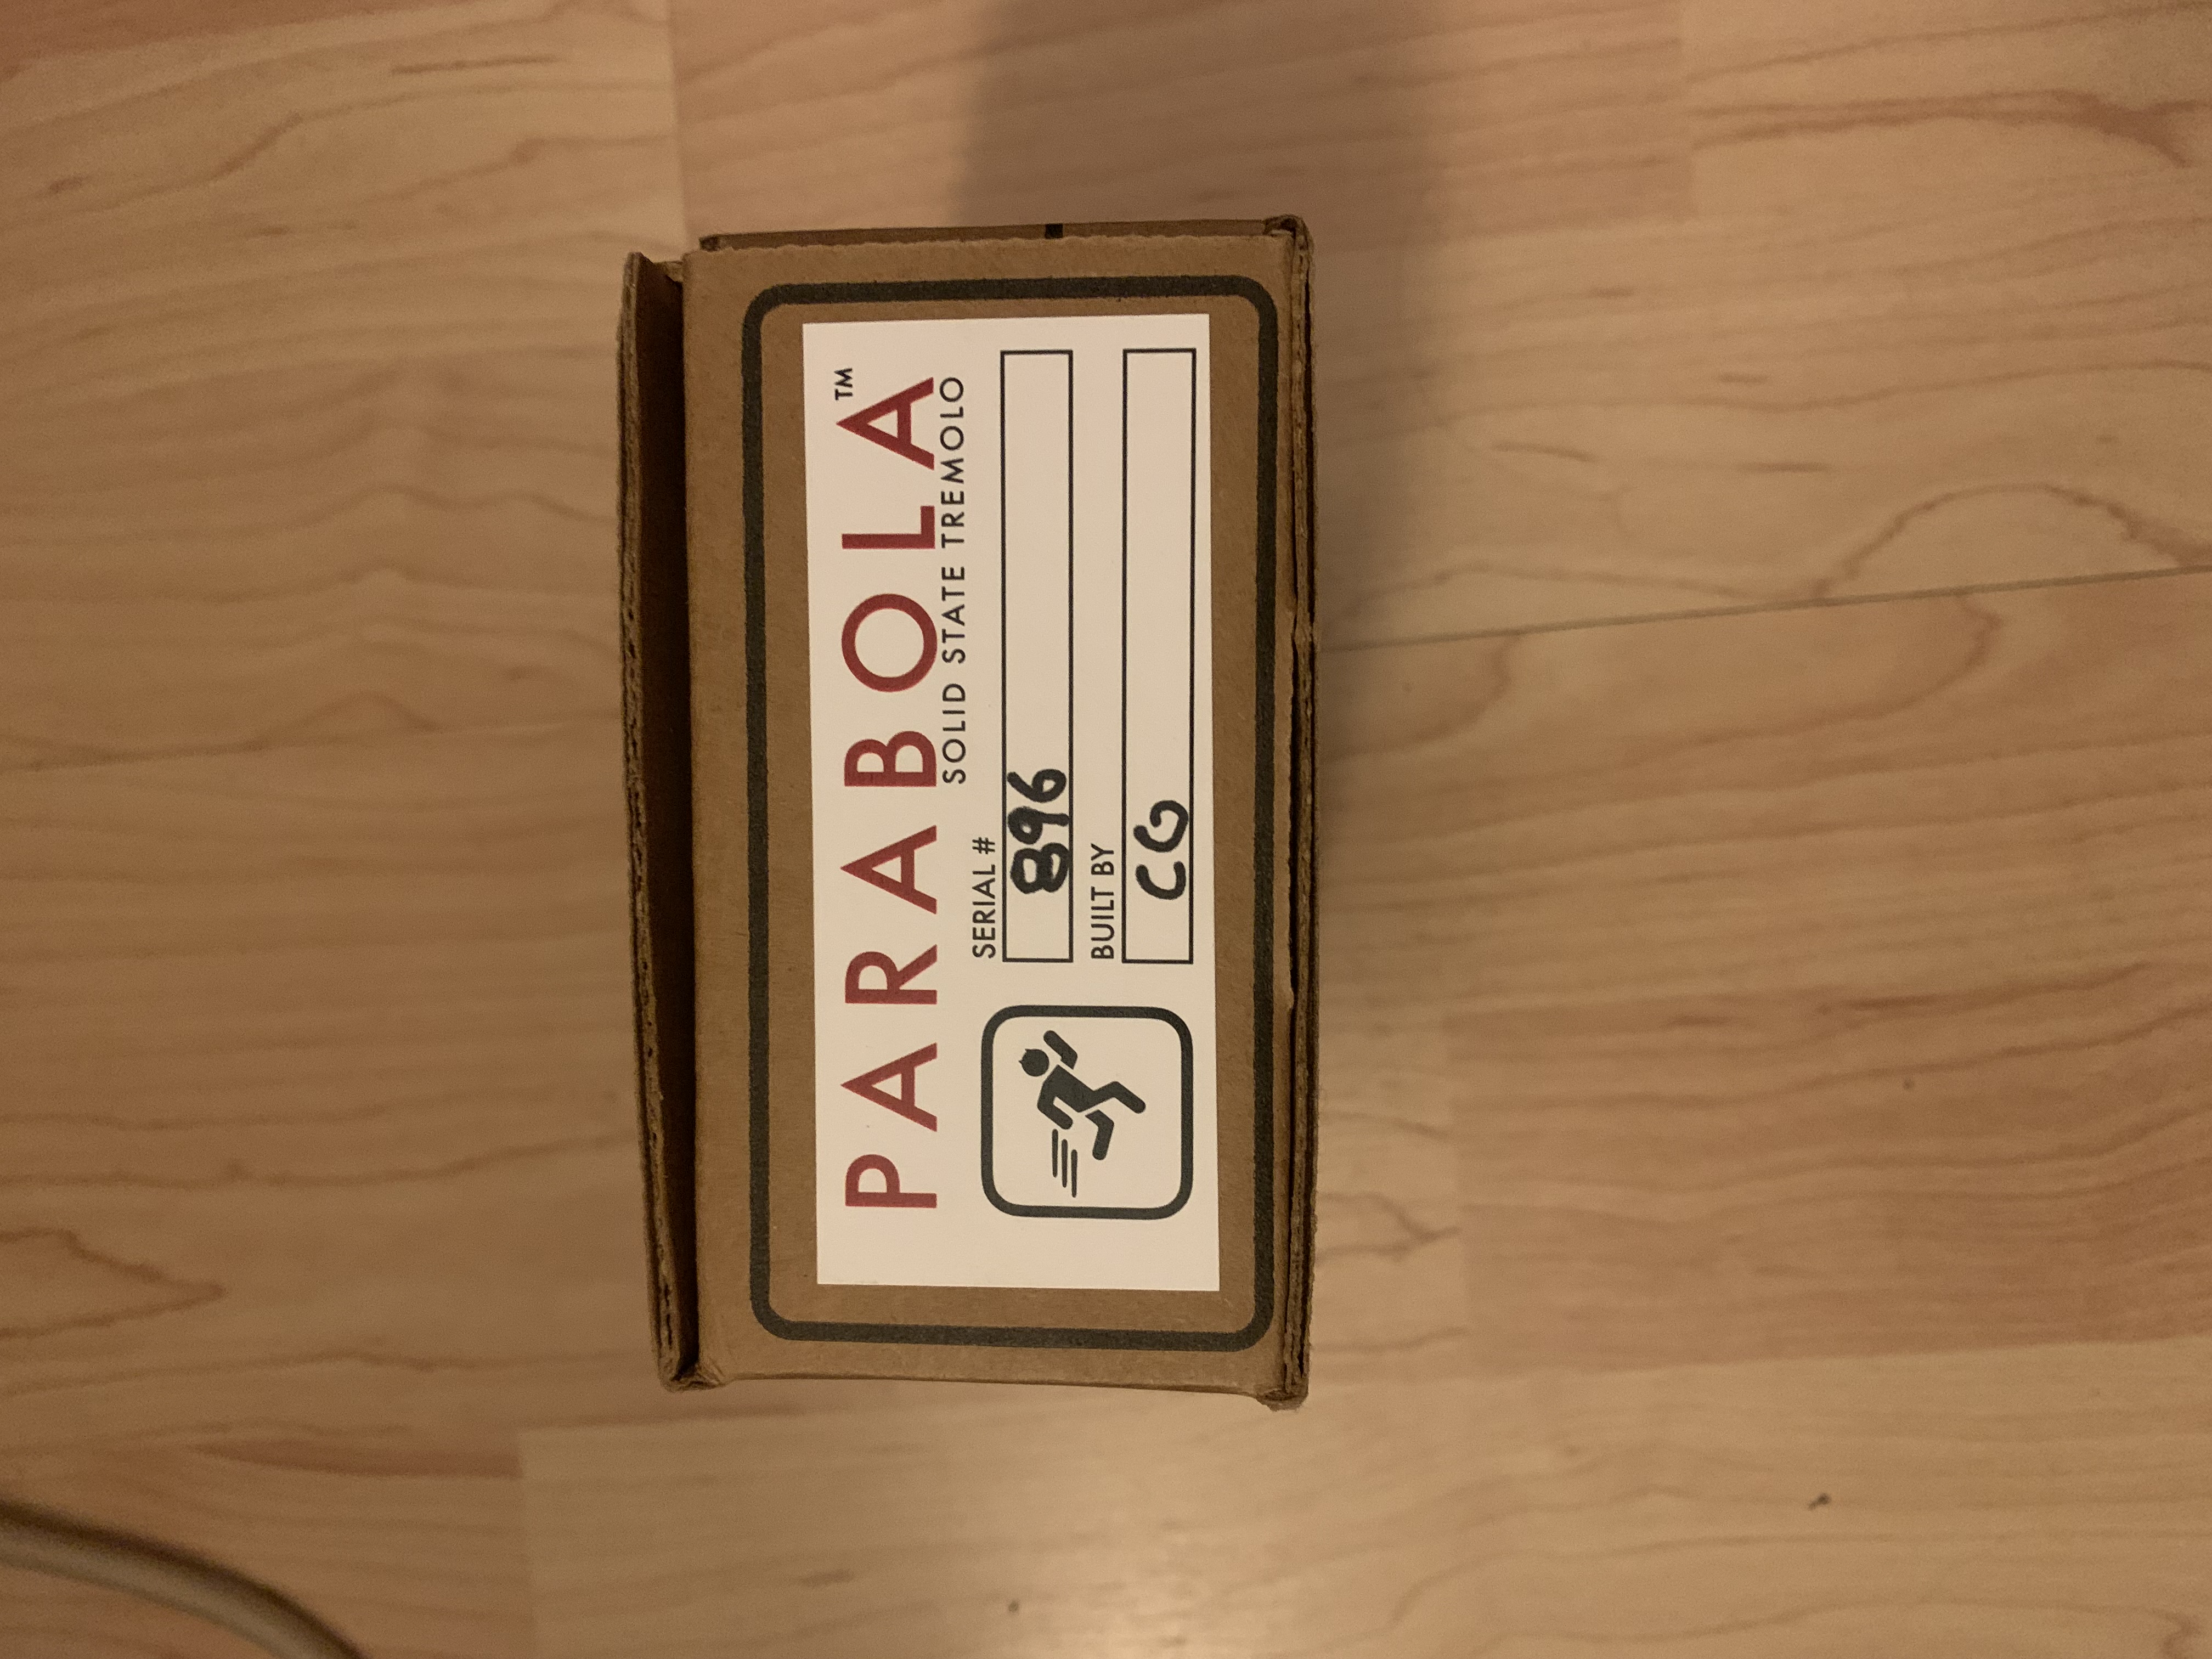 PARABOLA™
SOLID STATE TREMOLO
SERIAL #
896
BUILT BY
CG